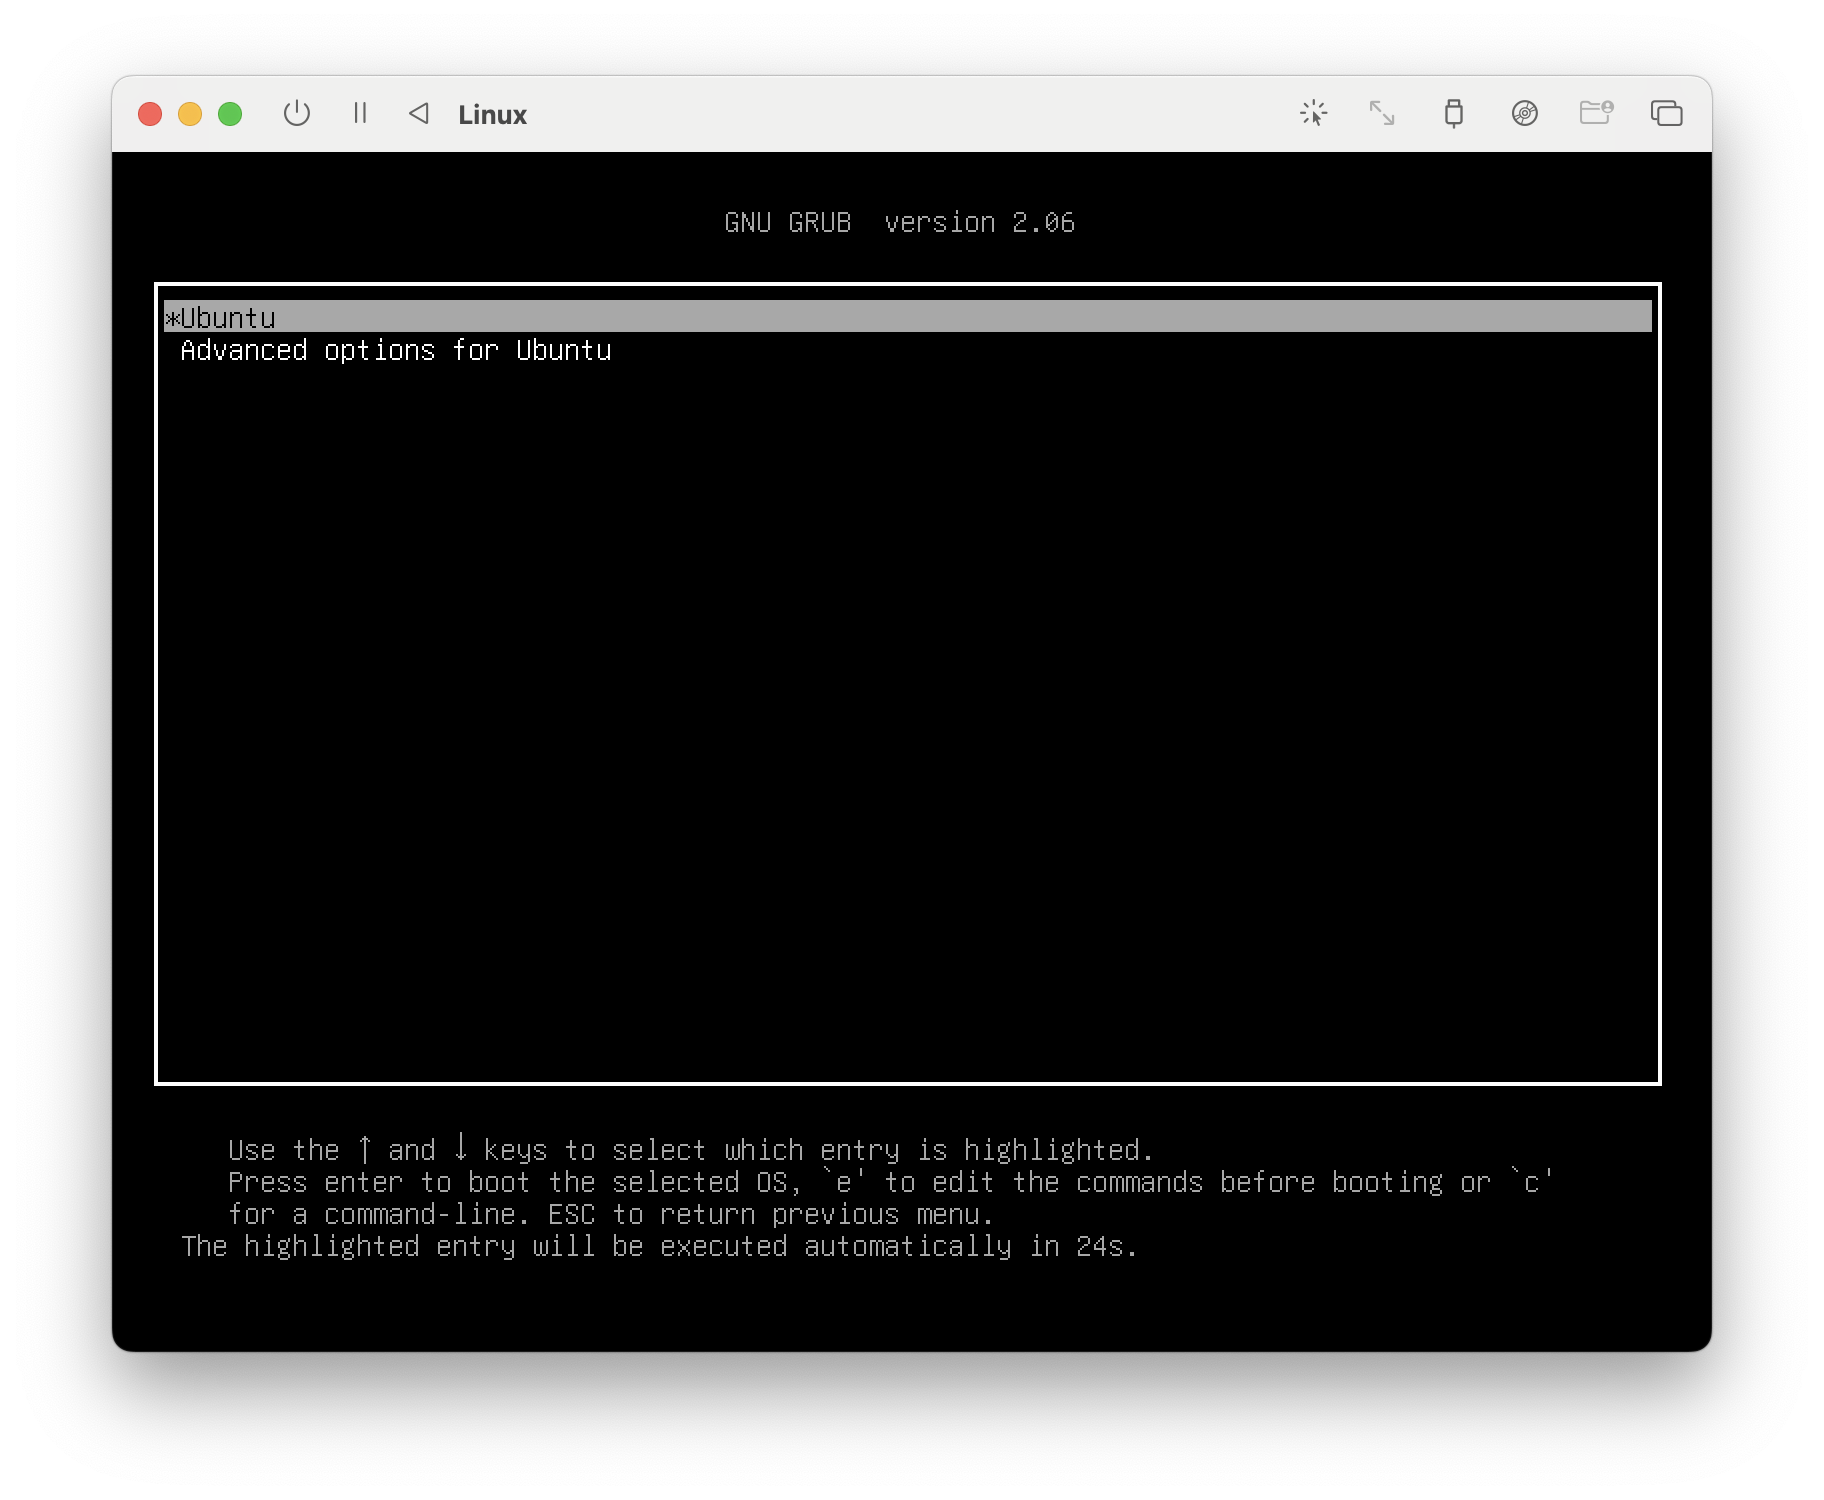 Linux
GNU GRUB  version 2.06
*Ubuntu
Advanced options for Ubuntu
Use the ↑ and ↓ keys to select which entry is highlighted.
Press enter to boot the selected OS, `e' to edit the commands before booting or `c'
for a command-line. ESC to return previous menu.
The highlighted entry will be executed automatically in 24s.